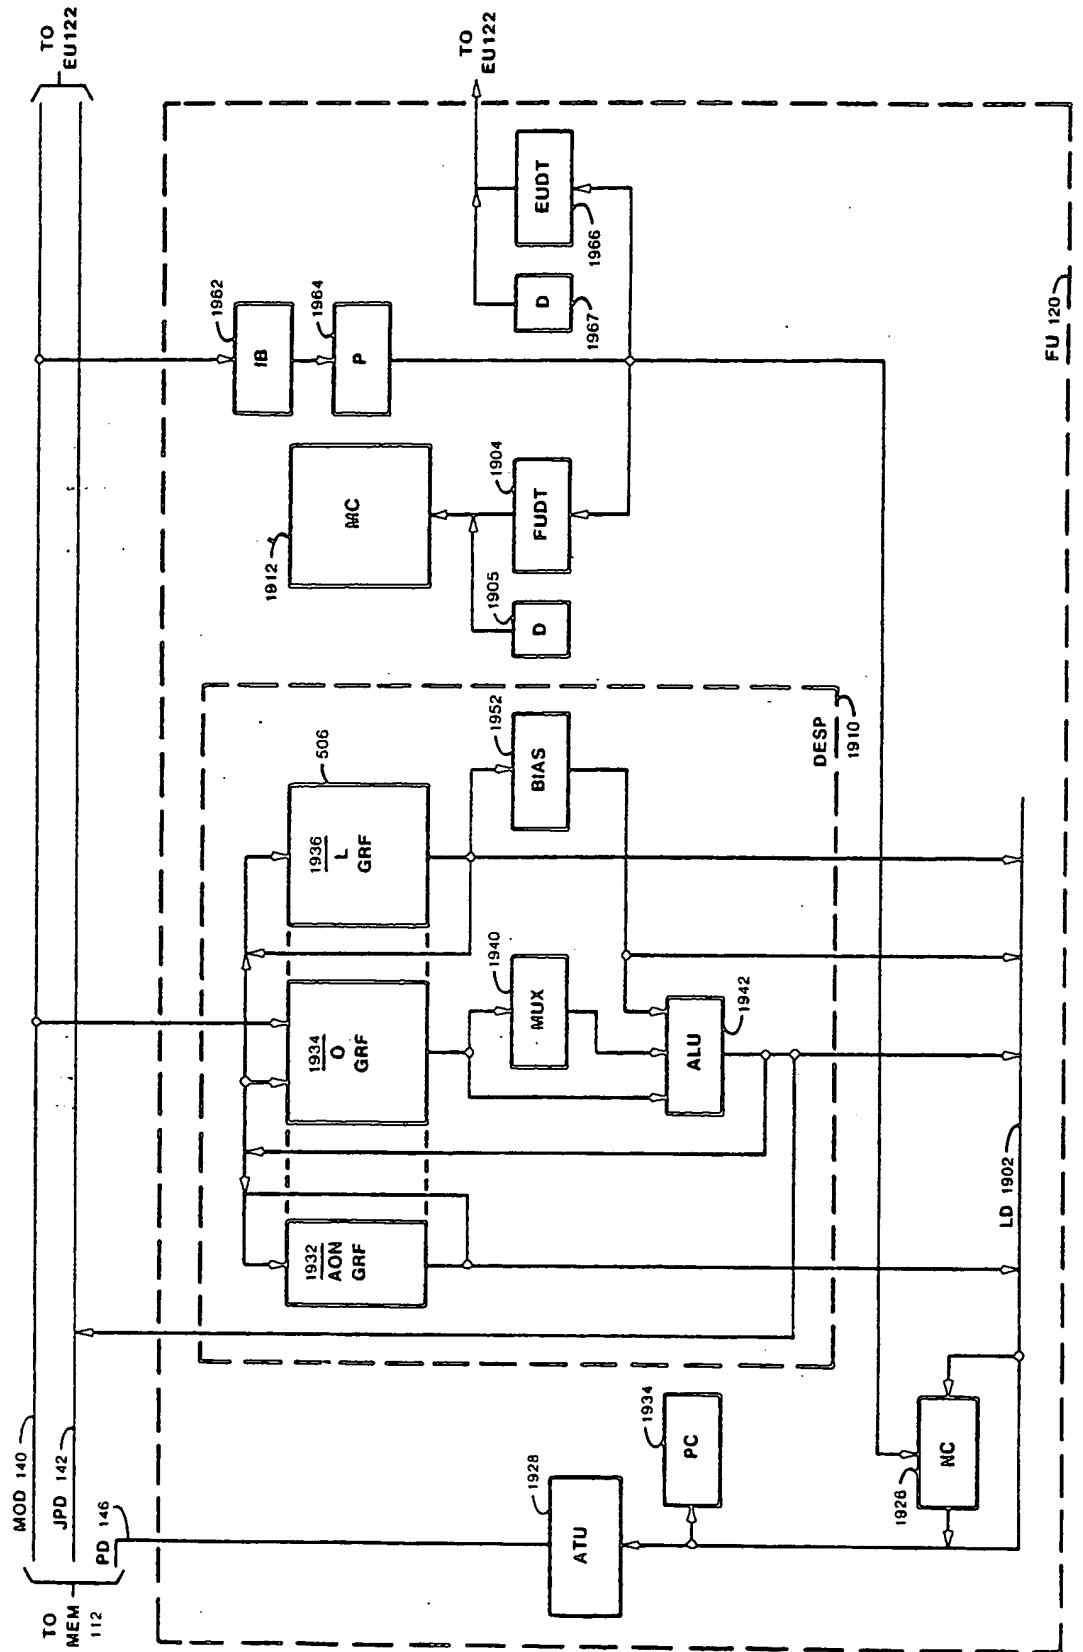 TO
MEM
112
MOD 140
JPD 142
PD 146
TO
EU122
TO
EU122
1962
IB
1964
P
1912
MC
1904
FUDT
1905
D
EUDT
1966
D
1967
506
1936
L
GRF
1934
O
GRF
1932
AON
GRF
1952
BIAS
1940
MUX
1942
ALU
DESP
1910
1928
ATU
1934
PC
1926
NC
LD 1902
FU 120